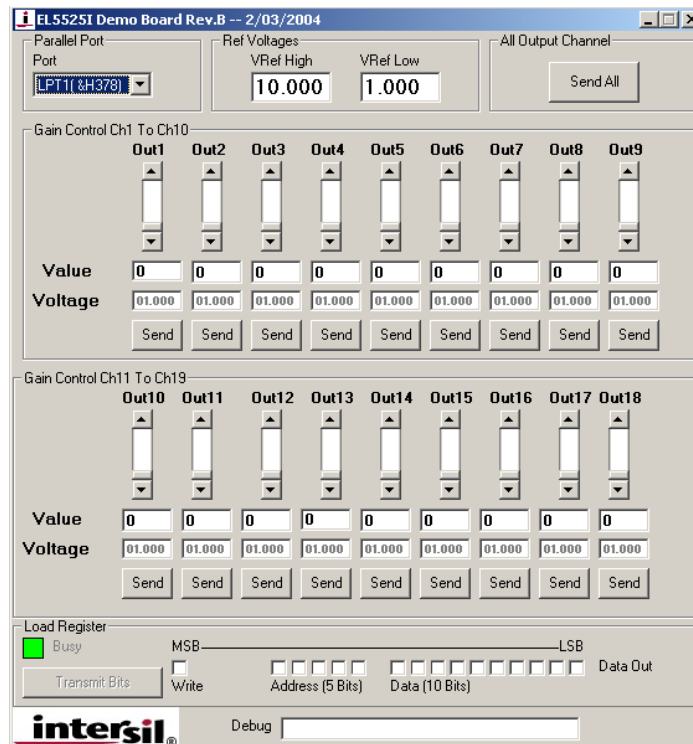 EL5525I Demo Board Rev.B -- 2/03/2004
Parallel Port
Port
LPT1( &H378)
Ref Voltages
VRef High
VRef Low
10.000
1.000
All Output Channel
Send All
Gain Control Ch1 To Ch10
Out1 Out2 Out3 Out4 Out5 Out6 Out7 Out8 Out9
Value 0 0 0 0 0 0 0 0 0
Voltage 01.000 01.000 01.000 01.000 01.000 01.000 01.000 01.000 01.000
Send Send Send Send Send Send Send Send Send
Gain Control Ch11 To Ch19
Out10 Out11 Out12 Out13 Out14 Out15 Out16 Out17 Out18
Value 0 0 0 0 0 0 0 0 0
Voltage 01.000 01.000 01.000 01.000 01.000 01.000 01.000 01.000 01.000
Send Send Send Send Send Send Send Send Send
Load Register
Busy
MSB LSB
Data Out
Transmit Bits
Write Address (5 Bits) Data (10 Bits)
intersil®
Debug